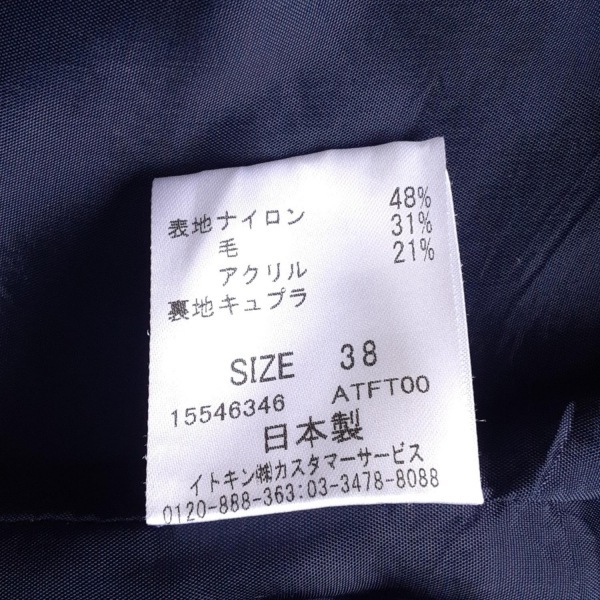 表地ナイロン 48%
毛 31%
アクリル 21%
裏地キュプラ
SIZE 38
15546346 ATFT00
日本製
イトキン㈱カスタマーサービス
0120-888-363:03-3478-8088